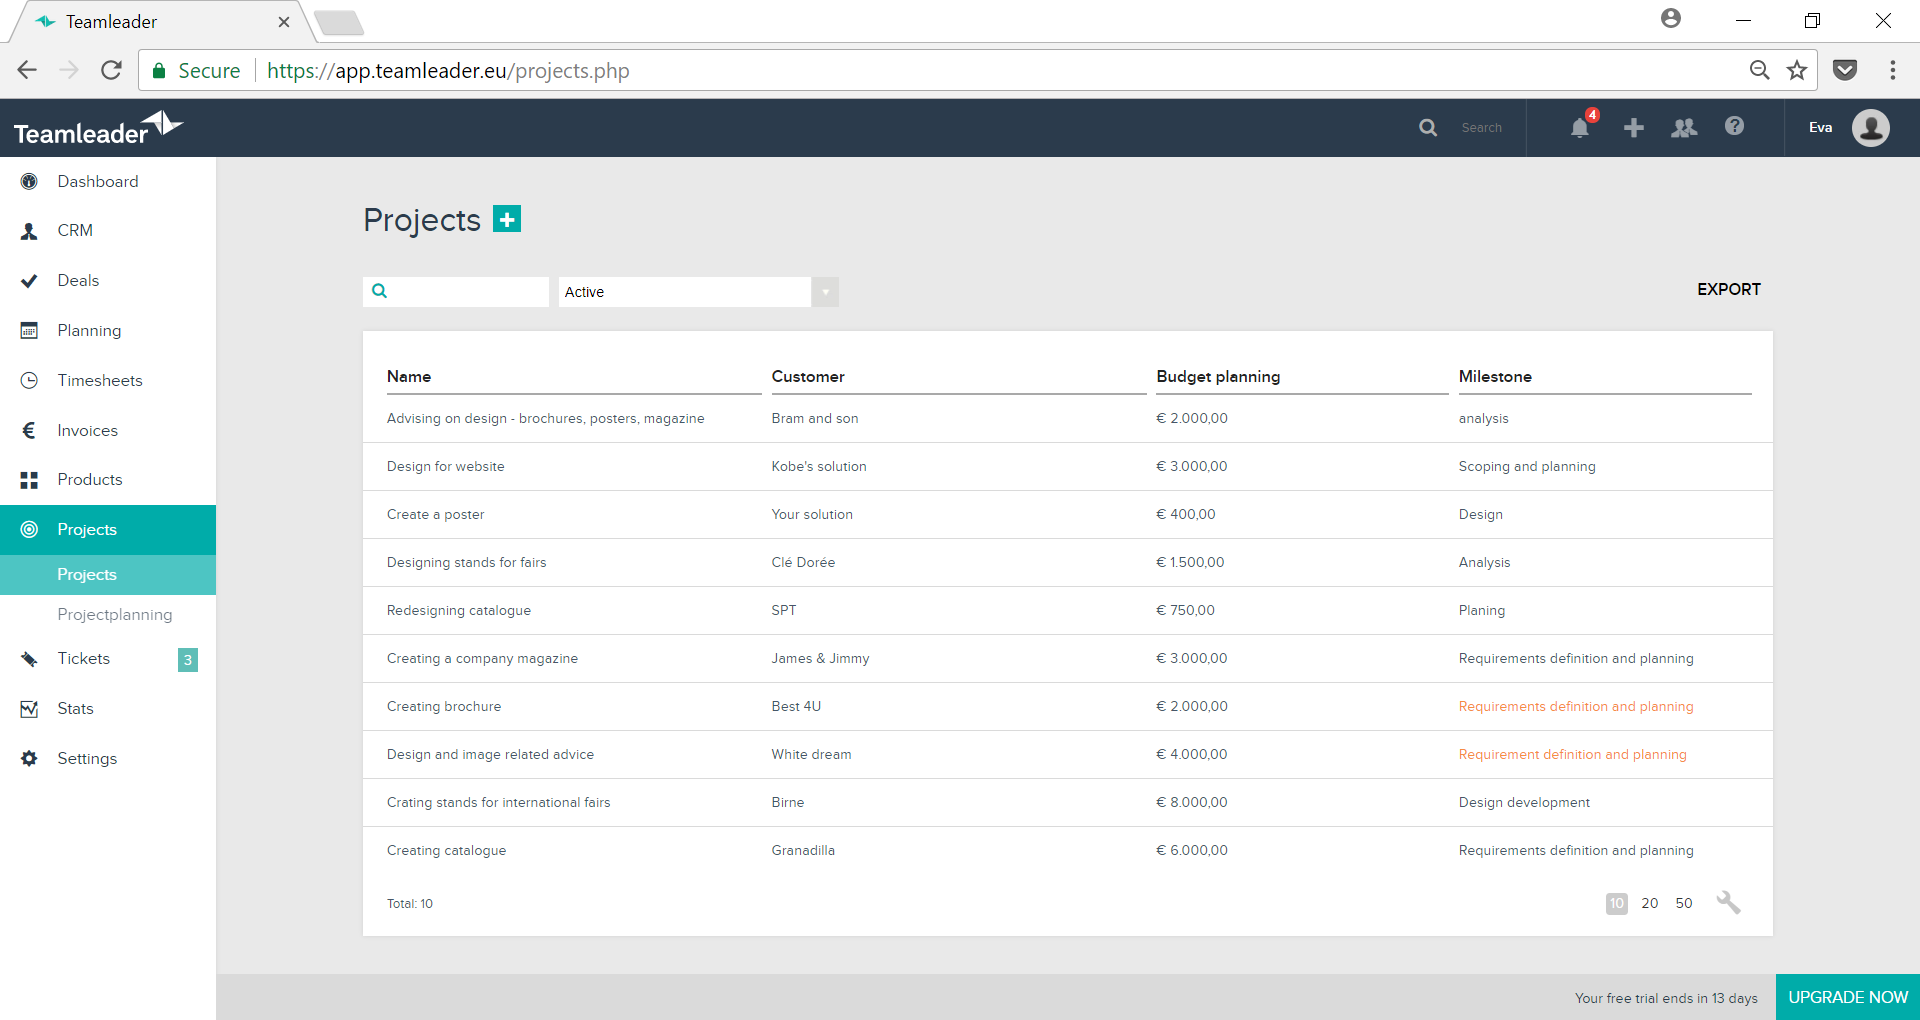 Teamleader
Secure https://app.teamleader.eu/projects.php
Teamleader
Search
4
Eva
Dashboard
CRM
Deals
Planning
Timesheets
Invoices
Products
Projects
Projects
Projectplanning
Tickets 3
Stats
Settings
Projects
Active
EXPORT
Name Customer Budget planning Milestone
Advising on design - brochures, posters, magazine Bram and son € 2.000,00 analysis
Design for website Kobe's solution € 3.000,00 Scoping and planning
Create a poster Your solution € 400,00 Design
Designing stands for fairs Clé Dorée € 1.500,00 Analysis
Redesigning catalogue SPT € 750,00 Planing
Creating a company magazine James & Jimmy € 3.000,00 Requirements definition and planning
Creating brochure Best 4U € 2.000,00 Requirements definition and planning
Design and image related advice White dream € 4.000,00 Requirement definition and planning
Crating stands for international fairs Birne € 8.000,00 Design development
Creating catalogue Granadilla € 6.000,00 Requirements definition and planning
Total: 10
10 20 50
Your free trial ends in 13 days
UPGRADE NOW